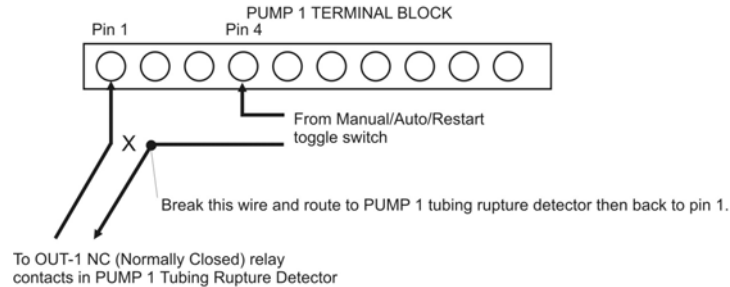 PUMP 1 TERMINAL BLOCK
Pin 1
Pin 4
From Manual/Auto/Restart
toggle switch
X
Break this wire and route to PUMP 1 tubing rupture detector then back to pin 1.
To OUT-1 NC (Normally Closed) relay
contacts in PUMP 1 Tubing Rupture Detector